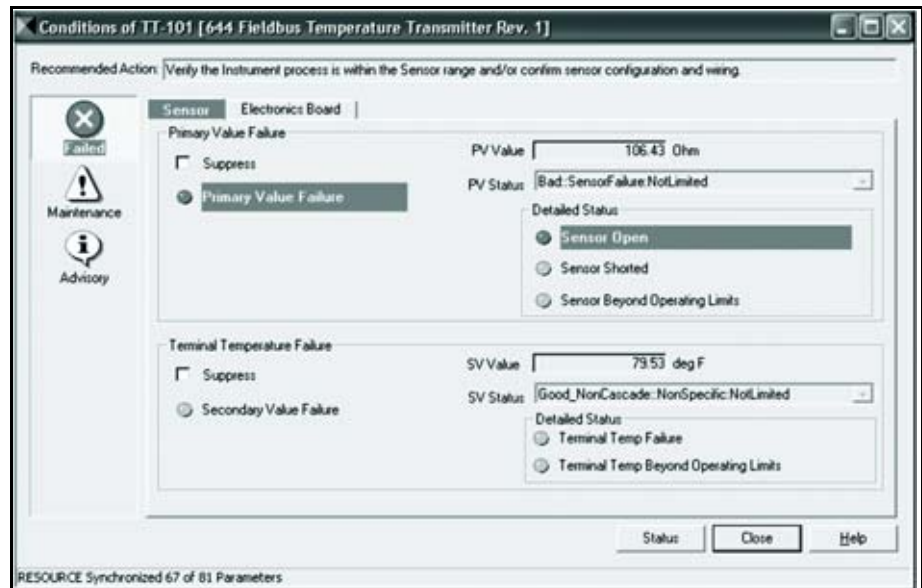 Conditions of TT-101 [644 Fieldbus Temperature Transmitter Rev. 1]
Recommended Action: Verify the Instrument process is within the Sensor range and/or confirm sensor configuration and wiring.
Failed
Maintenance
Advisory
Sensor
Electronics Board
Primary Value Failure
Suppress
Primary Value Failure
PV Value 106.43 Ohm
PV Status Bad::SensorFailure:NotLimited
Detailed Status
Sensor Open
Sensor Shorted
Sensor Beyond Operating Limits
Terminal Temperature Failure
Suppress
Secondary Value Failure
SV Value 79.53 deg F
SV Status Good_NonCascade::NonSpecific:NotLimited
Detailed Status
Terminal Temp Failure
Terminal Temp Beyond Operating Limits
Status Close Help
RESOURCE Synchronized 67 of 81 Parameters